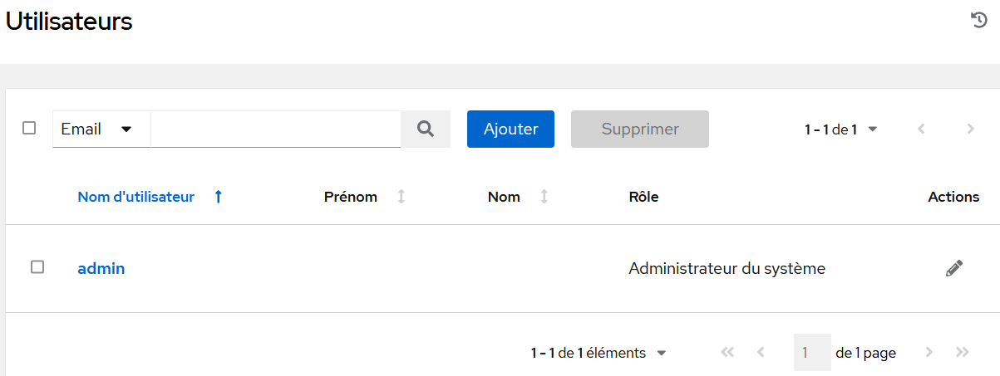 Utilisateurs
Email Ajouter Supprimer 1 - 1 de 1
Nom d'utilisateur Prénom Nom Rôle Actions
admin Administrateur du système
1 - 1 de 1 éléments 1 de 1 page